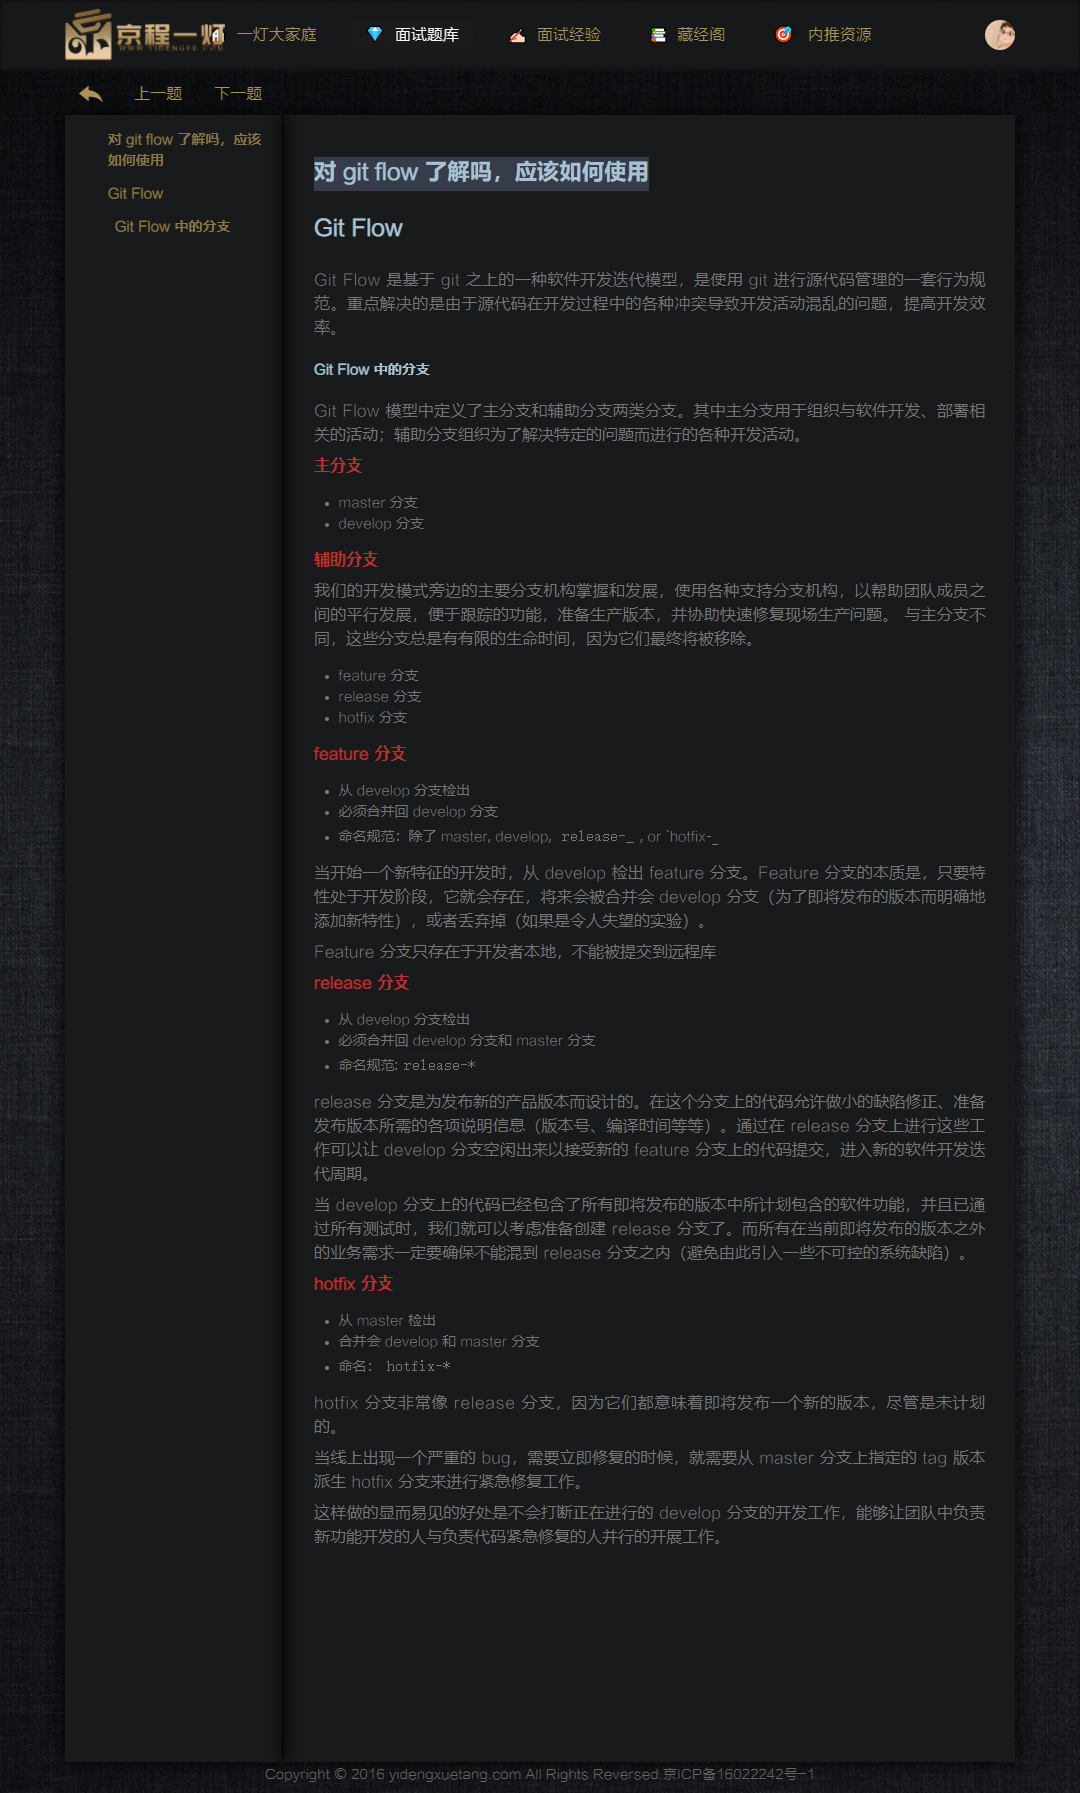 京程一灯
WWW.YIDENGFE.COM
一灯大家庭
面试题库
面试经验
藏经阁
内推资源
上一题
下一题
对 git flow 了解吗，应该
如何使用
Git Flow
Git Flow 中的分支
对 git flow 了解吗，应该如何使用
Git Flow
Git Flow 是基于 git 之上的一种软件开发迭代模型，是使用 git 进行源代码管理的一套行为规
范。重点解决的是由于源代码在开发过程中的各种冲突导致开发活动混乱的问题，提高开发效
率。
Git Flow 中的分支
Git Flow 模型中定义了主分支和辅助分支两类分支。其中主分支用于组织与软件开发、部署相
关的活动；辅助分支组织为了解决特定的问题而进行的各种开发活动。
主分支
• master 分支
• develop 分支
辅助分支
我们的开发模式旁边的主要分支机构掌握和发展，使用各种支持分支机构，以帮助团队成员之
间的平行发展，便于跟踪的功能，准备生产版本，并协助快速修复现场生产问题。 与主分支不
同，这些分支总是有有限的生命时间，因为它们最终将被移除。
• feature 分支
• release 分支
• hotfix 分支
feature 分支
• 从 develop 分支检出
• 必须合并回 develop 分支
• 命名规范：除了 master, develop, release-_ , or `hotfix-_
当开始一个新特征的开发时，从 develop 检出 feature 分支。Feature 分支的本质是，只要特
性处于开发阶段，它就会存在，将来会被合并会 develop 分支（为了即将发布的版本而明确地
添加新特性），或者丢弃掉（如果是令人失望的实验）。
Feature 分支只存在于开发者本地，不能被提交到远程库
release 分支
• 从 develop 分支检出
• 必须合并回 develop 分支和 master 分支
• 命名规范: release-*
release 分支是为发布新的产品版本而设计的。在这个分支上的代码允许做小的缺陷修正、准备
发布版本所需的各项说明信息（版本号、编译时间等等）。通过在 release 分支上进行这些工
作可以让 develop 分支空闲出来以接受新的 feature 分支上的代码提交，进入新的软件开发迭
代周期。
当 develop 分支上的代码已经包含了所有即将发布的版本中所计划包含的软件功能，并且已通
过所有测试时，我们就可以考虑准备创建 release 分支了。而所有在当前即将发布的版本之外
的业务需求一定要确保不能混到 release 分支之内（避免由此引入一些不可控的系统缺陷）。
hotfix 分支
• 从 master 检出
• 合并会 develop 和 master 分支
• 命名： hotfix-*
hotfix 分支非常像 release 分支，因为它们都意味着即将发布一个新的版本，尽管是未计划
的。
当线上出现一个严重的 bug，需要立即修复的时候，就需要从 master 分支上指定的 tag 版本
派生 hotfix 分支来进行紧急修复工作。
这样做的显而易见的好处是不会打断正在进行的 develop 分支的开发工作，能够让团队中负责
新功能开发的人与负责代码紧急修复的人并行的开展工作。
Copyright © 2016 yidengxuetang.com All Rights Reversed.京ICP备16022242号-1